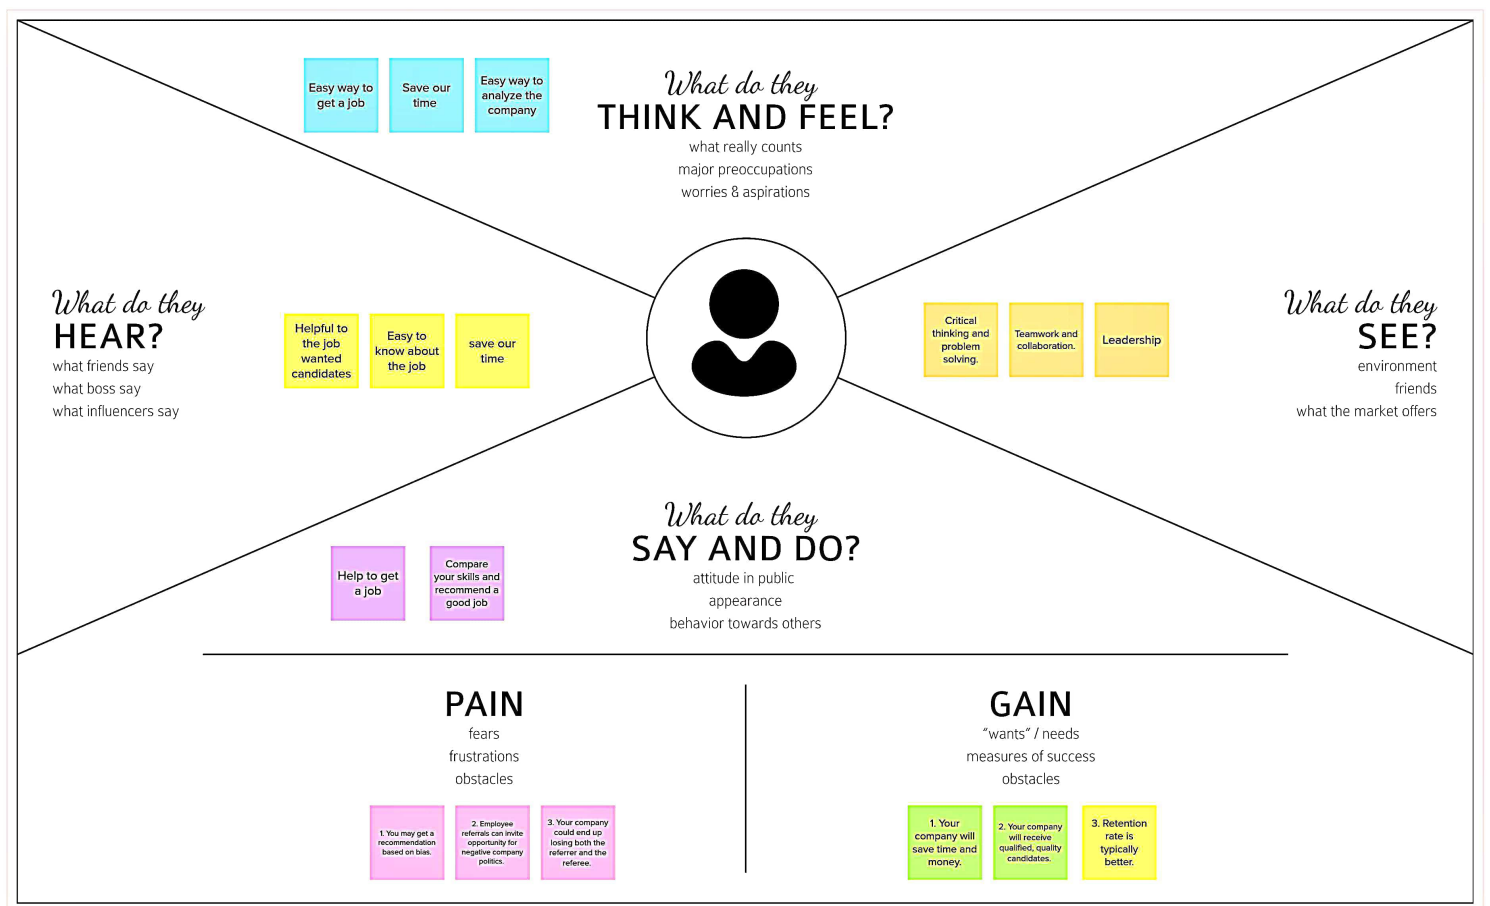 Easy way to
get a job
Save our
time
Easy way to
analyze the
company
What do they
THINK AND FEEL?
what really counts
major preoccupations
worries & aspirations
What do they
HEAR?
what friends say
what boss say
what influencers say
Helpful to
the job
wanted
candidates
Easy to
know about
the job
save our
time
Critical
thinking and
problem
solving.
Teamwork and
collaboration.
Leadership
What do they
SEE?
environment
friends
what the market offers
What do they
SAY AND DO?
attitude in public
appearance
behavior towards others
Help to get
a job
Compare
your skills and
recommend a
good job
PAIN
fears
frustrations
obstacles
1. You may get a
recommendation
based on bias.
2. Employee
referrals can invite
opportunity for
negative company
politics.
3. Your company
could end up
losing both the
referrer and the
referee.
GAIN
“wants” / needs
measures of success
obstacles
1. Your
company will
save time and
money.
2. Your company
will receive
qualified, quality
candidates.
3. Retention
rate is
typically
better.